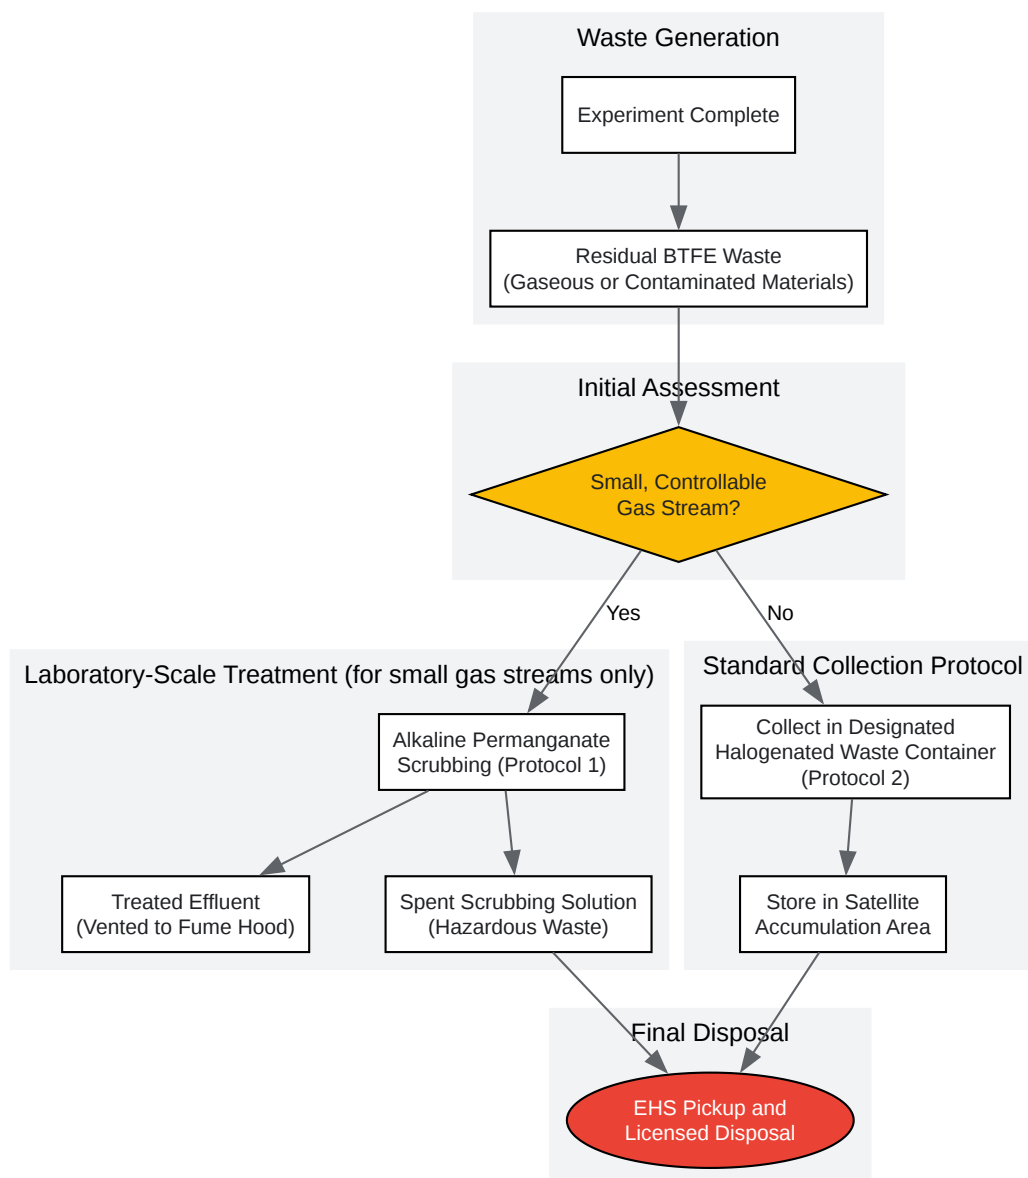 Waste Generation
Experiment Complete
Residual BTFE Waste
(Gaseous or Contaminated Materials)
Initial Assessment
Small, Controllable
Gas Stream?
Yes
No
Laboratory-Scale Treatment (for small gas streams only)
Standard Collection Protocol
Alkaline Permanganate
Scrubbing (Protocol 1)
Collect in Designated
Halogenated Waste Container
(Protocol 2)
Treated Effluent
(Vented to Fume Hood)
Spent Scrubbing Solution
(Hazardous Waste)
Store in Satellite
Accumulation Area
Final Disposal
EHS Pickup and
Licensed Disposal